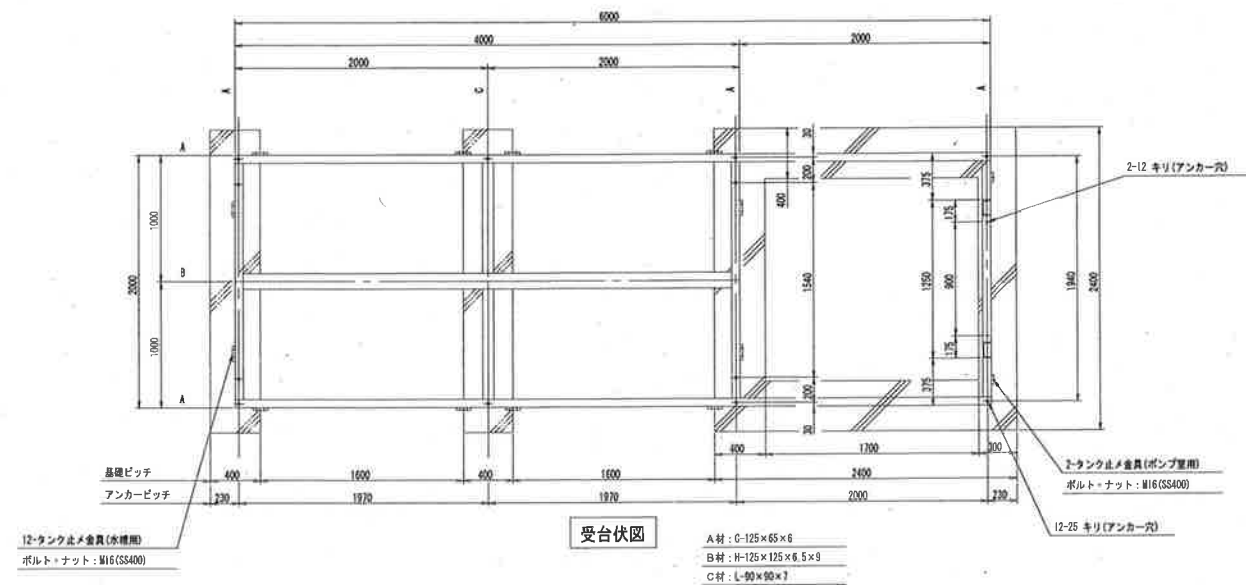 6000
4000
2000
2000
2000
A
C
A
A
A
B
A
30
200
400
1540
200
30
375
175
1250
900
175
375
1940
2400
1000
1000
2000
2-12 キリ(アンカー穴)
400
1700
300
基礎ピッチ
400
1600
400
1600
2400
アンカーピッチ
230
1970
1970
2000
230
2-タンク止メ金具(ポンプ室用)
ボルト・ナット：M16(SS400)
12-25 キリ(アンカー穴)
12-タンク止メ金具(水槽用)
ボルト・ナット：M16(SS400)
受台伏図
A材：C-125×65×6
B材：H-125×125×6.5×9
C材：L-90×90×7